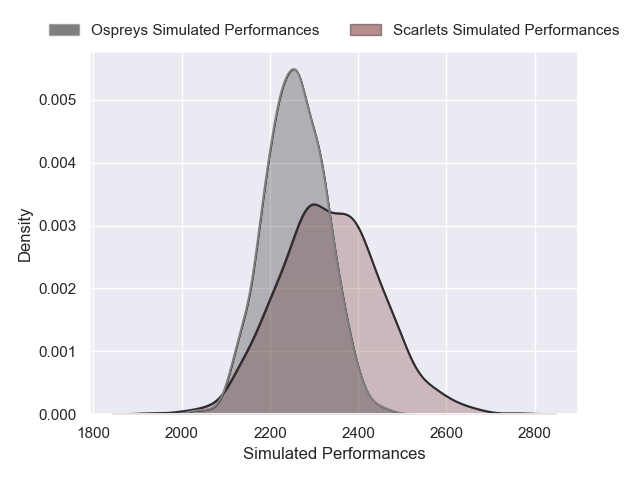 Ospreys Simulated Performances Scarlets Simulated Performances
0.005
0.004
0.003
0.002
0.001
0.000
Density
1800 2000 2200 2400 2600 2800
Simulated Performances